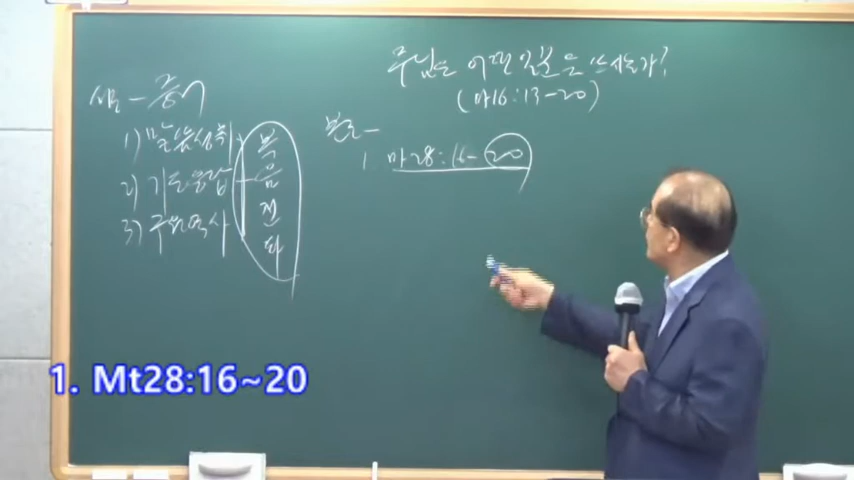 주님은 어떤 일꾼을 쓰시는가?
(마16:13-20)
서론 - 증거
1) 말씀성취
2) 기도응답
3) 구원역사
복음전파
본론 -
1. 마28:16-20
1. Mt28:16~20